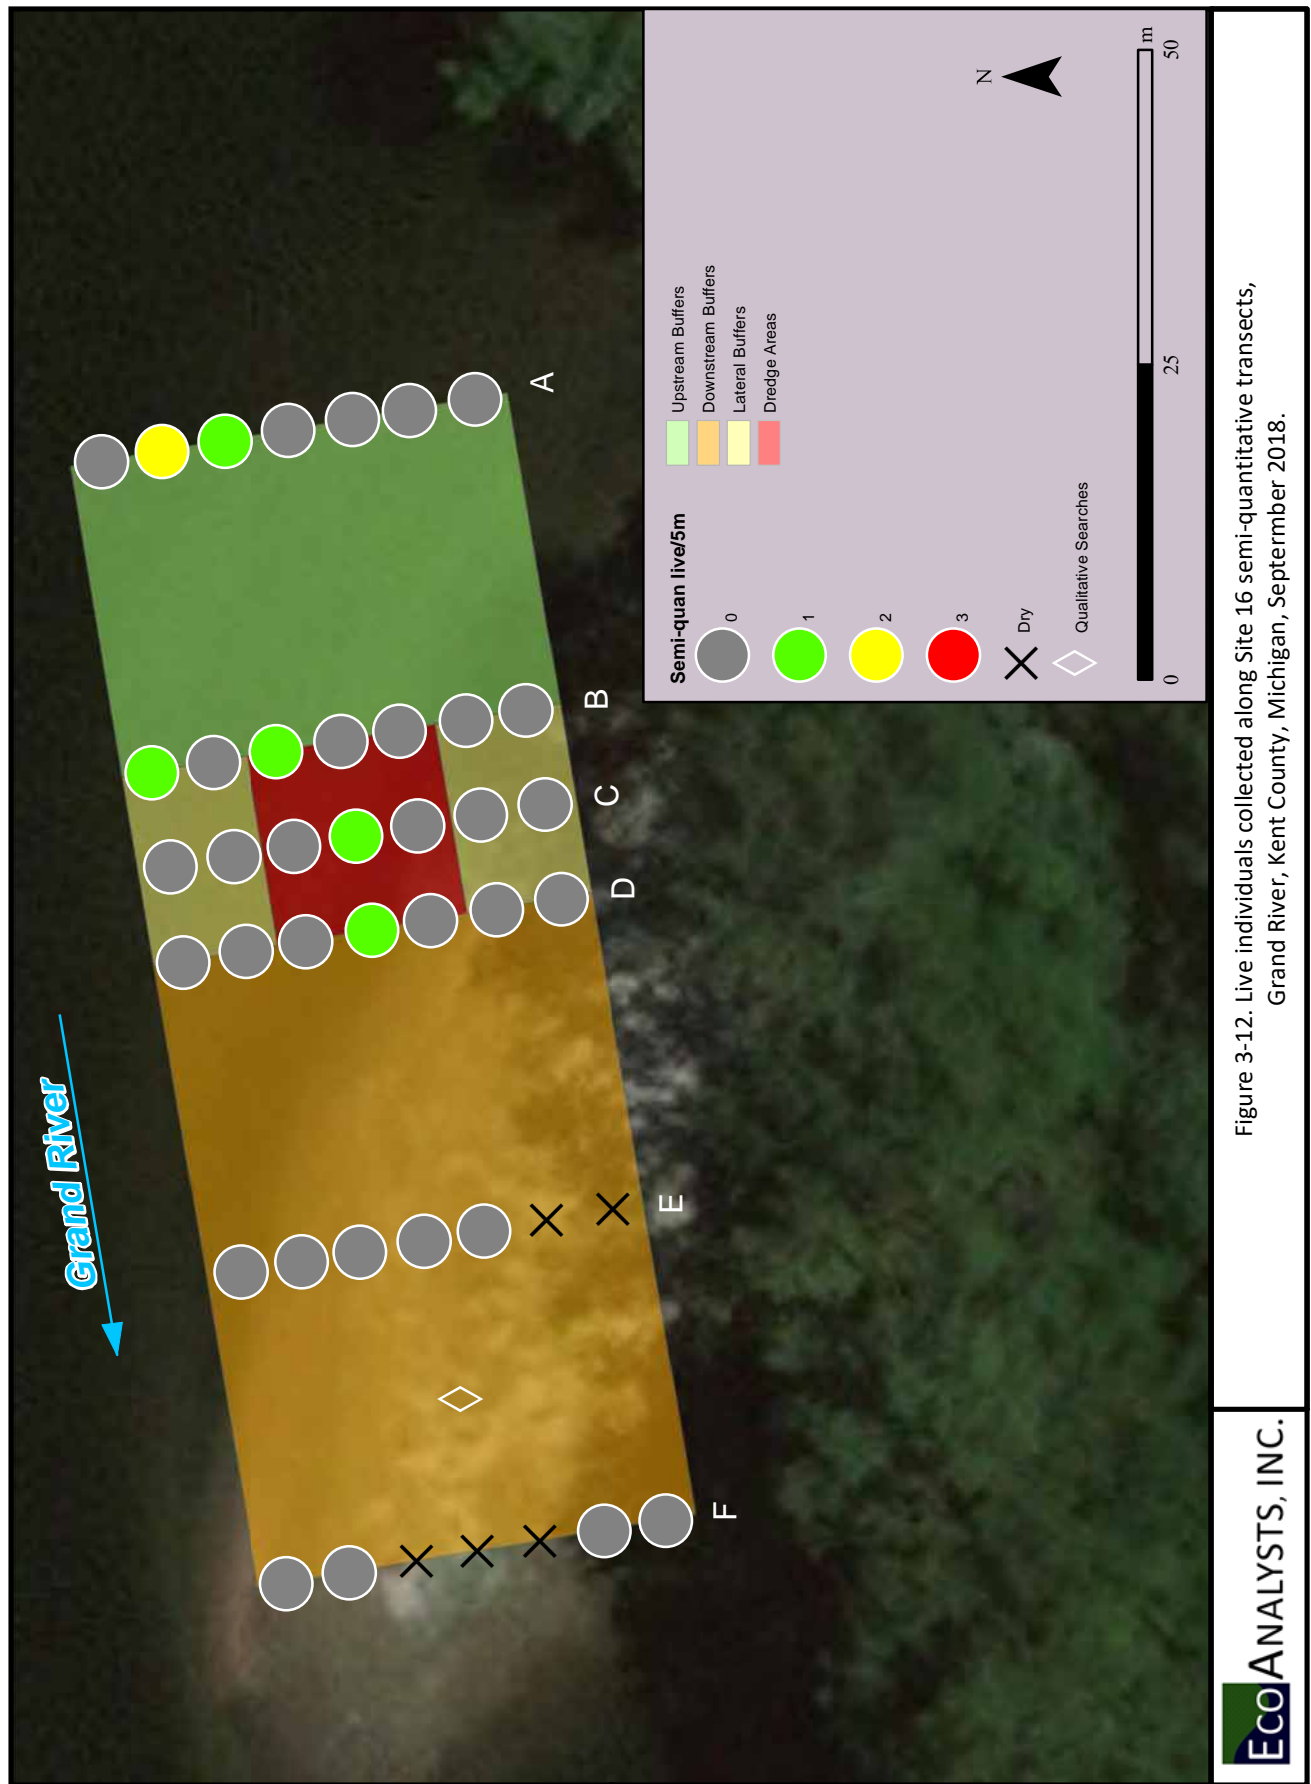 Grand River
A
B
C
D
E
F
Semi-quan live/5m
0
1
2
3
Dry
Qualitative Searches
Upstream Buffers
Downstream Buffers
Lateral Buffers
Dredge Areas
N
0 25 50 m
ECOANALYSTS, INC.
Figure 3-12. Live individuals collected along Site 16 semi-quantitative transects,
Grand River, Kent County, Michigan, Septermber 2018.